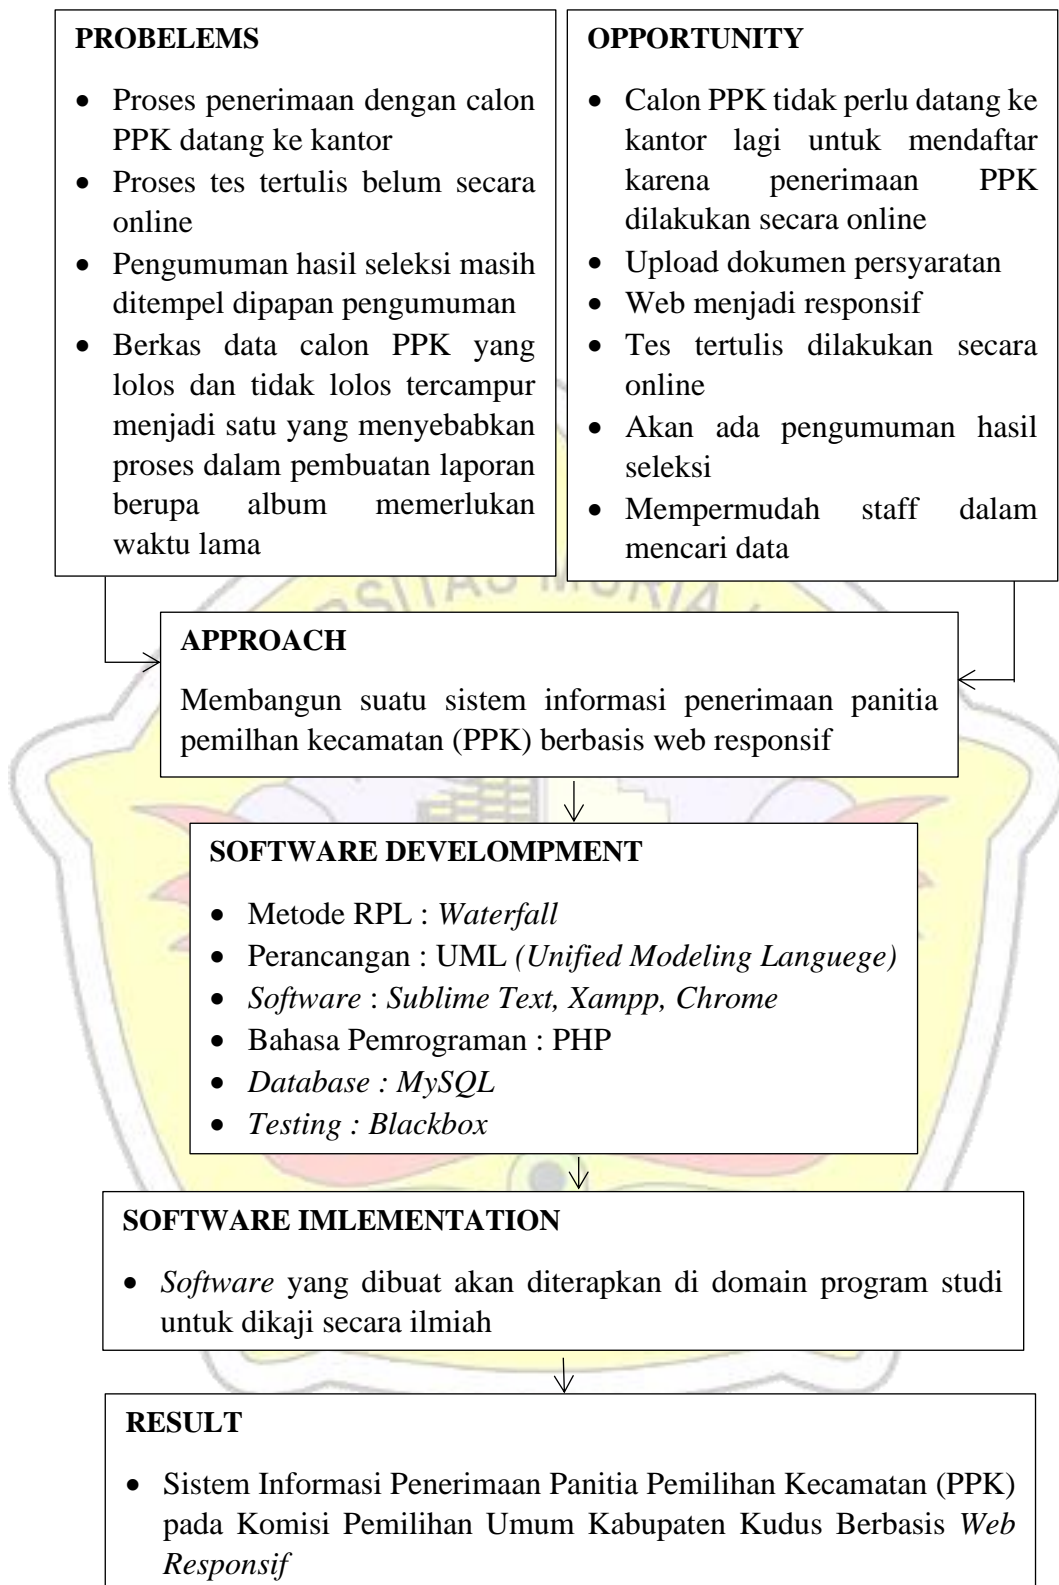 PROBELEMS
• Proses penerimaan dengan calon
PPK datang ke kantor
• Proses tes tertulis belum secara
online
• Pengumuman hasil seleksi masih
ditempel dipapan pengumuman
• Berkas data calon PPK yang
lolos dan tidak lolos tercampur
menjadi satu yang menyebabkan
proses dalam pembuatan laporan
berupa album memerlukan
waktu lama
OPPORTUNITY
• Calon PPK tidak perlu datang ke
kantor lagi untuk mendaftar
karena penerimaan PPK
dilakukan secara online
• Upload dokumen persyaratan
• Web menjadi responsif
• Tes tertulis dilakukan secara
online
• Akan ada pengumuman hasil
seleksi
• Mempermudah staff dalam
mencari data
APPROACH
Membangun suatu sistem informasi penerimaan panitia
pemilhan kecamatan (PPK) berbasis web responsif
SOFTWARE DEVELOMPMENT
• Metode RPL : Waterfall
• Perancangan : UML (Unified Modeling Languege)
• Software : Sublime Text, Xampp, Chrome
• Bahasa Pemrograman : PHP
• Database : MySQL
• Testing : Blackbox
SOFTWARE IMLEMENTATION
• Software yang dibuat akan diterapkan di domain program studi
untuk dikaji secara ilmiah
RESULT
• Sistem Informasi Penerimaan Panitia Pemilihan Kecamatan (PPK)
pada Komisi Pemilihan Umum Kabupaten Kudus Berbasis Web
Responsif